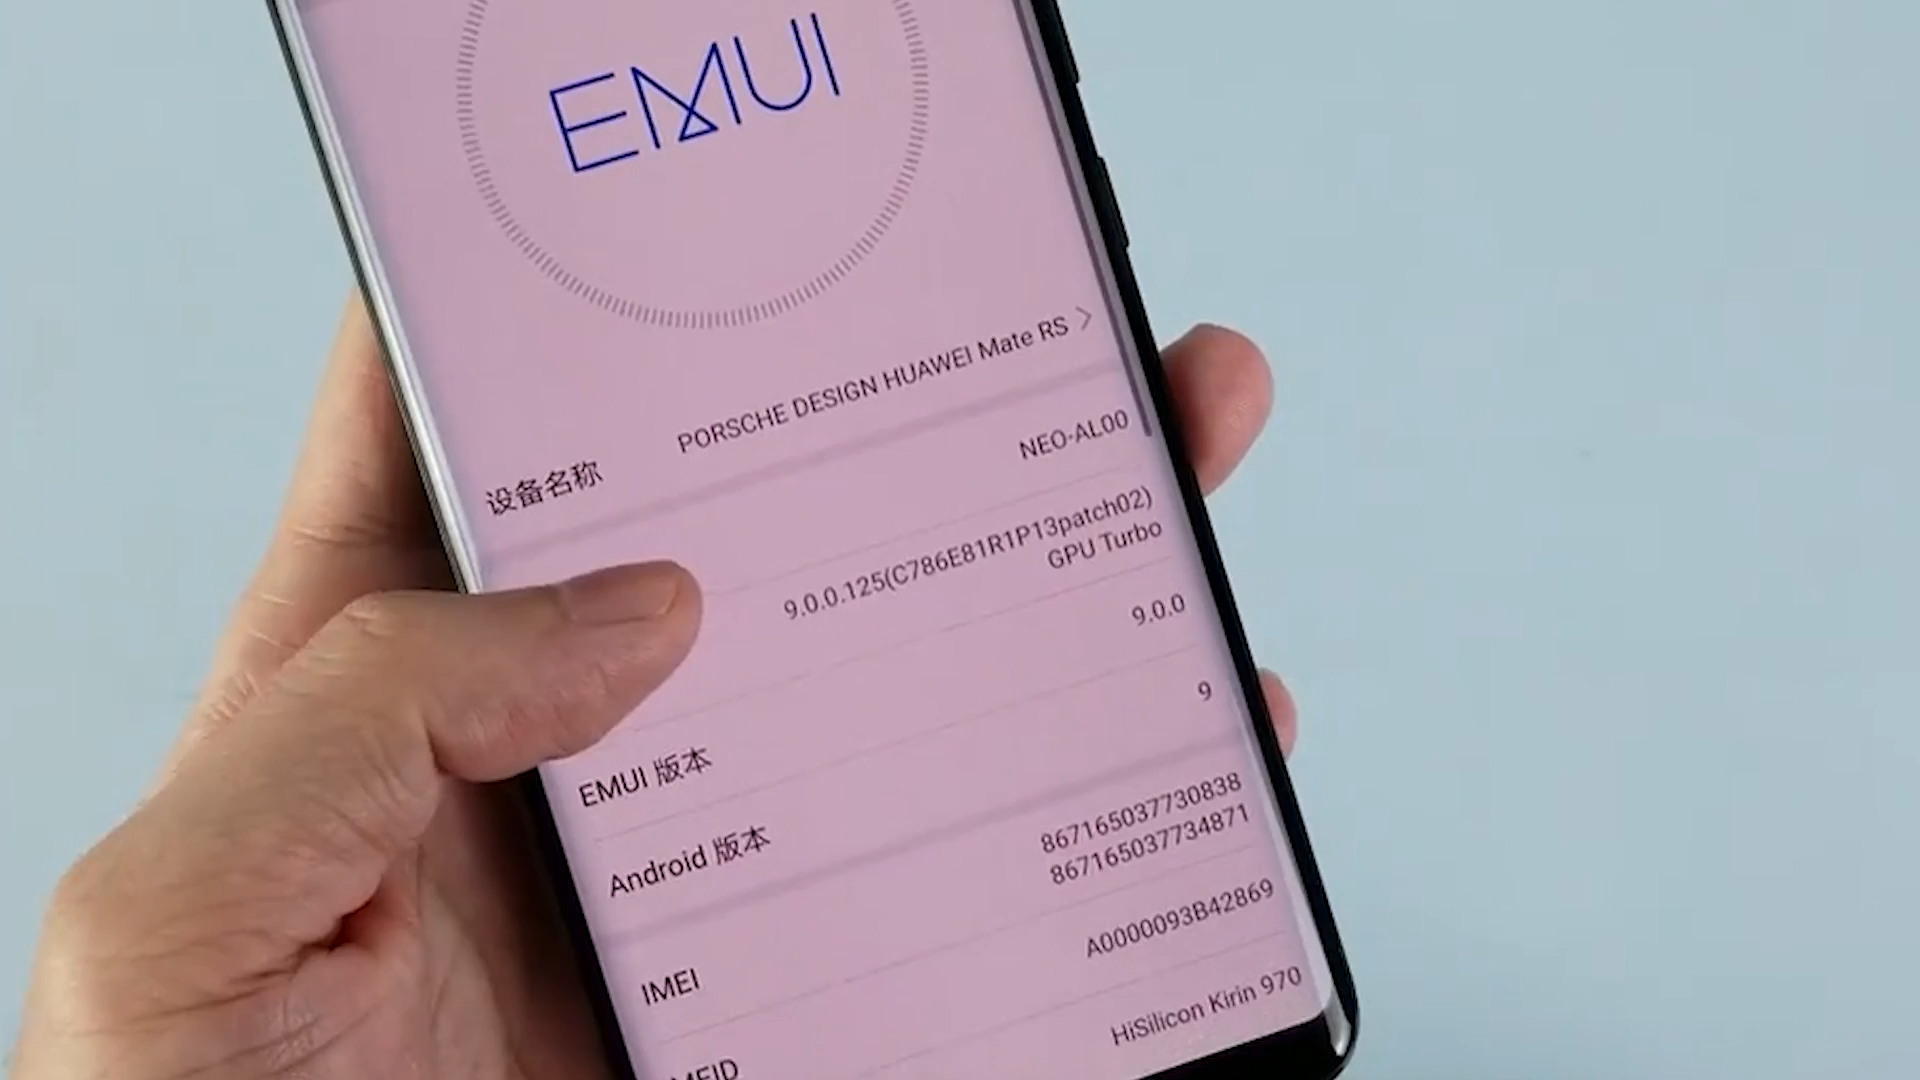 EMUI
设备名称 PORSCHE DESIGN HUAWEI Mate RS
NEO-AL00
9.0.0.125(C786E81R1P13patch02)
GPU Turbo
EMUI 版本 9.0.0
Android 版本 9
IMEI 867165037730838
867165037734871
MEID A0000093B42869
HiSilicon Kirin 970